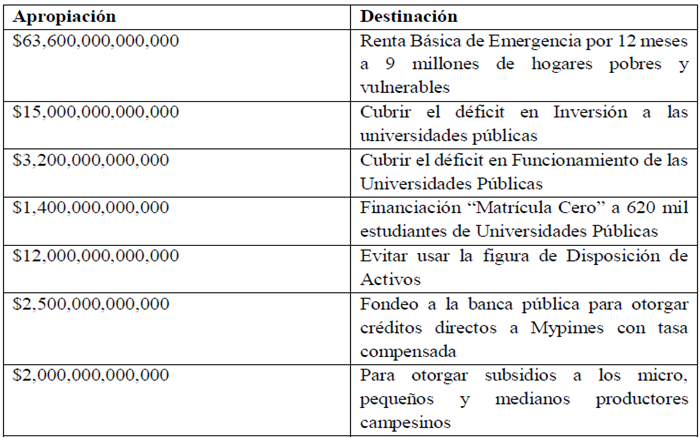 Apropiación Destinación
$63,600,000,000,000 Renta Básica de Emergencia por 12 meses
a 9 millones de hogares pobres y
vulnerables
$15,000,000,000,000 Cubrir el déficit en Inversión a las
universidades públicas
$3,200,000,000,000 Cubrir el déficit en Funcionamiento de las
Universidades Públicas
$1,400,000,000,000 Financiación “Matrícula Cero” a 620 mil
estudiantes de Universidades Públicas
$12,000,000,000,000 Evitar usar la figura de Disposición de
Activos
$2,500,000,000,000 Fondeo a la banca pública para otorgar
créditos directos a Mypimes con tasa
compensada
$2,000,000,000,000 Para otorgar subsidios a los micro,
pequeños y medianos productores
campesinos